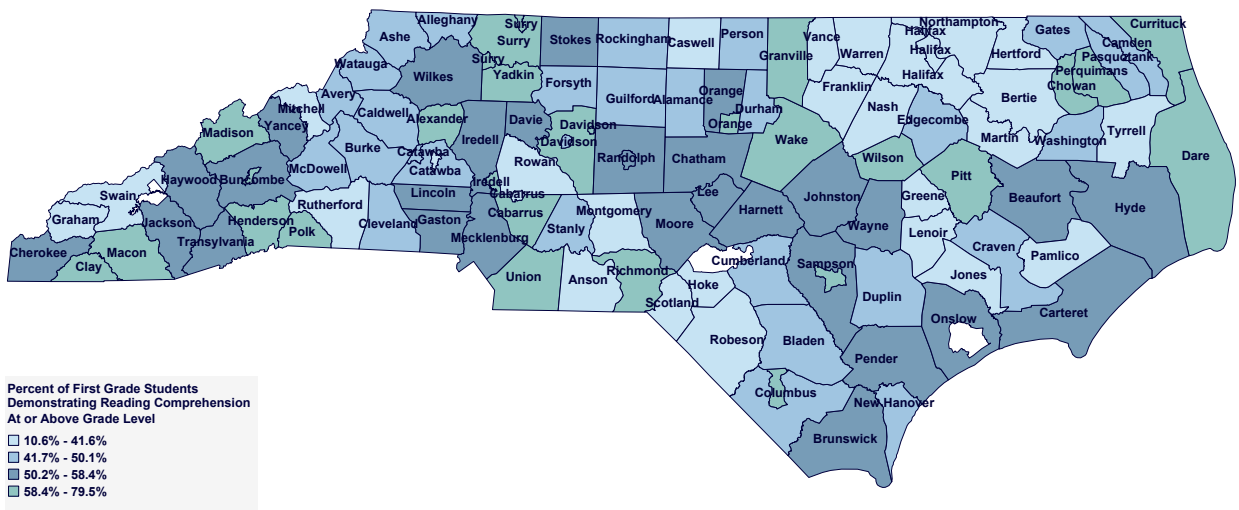 Alleghany
Surry
Ashe
Surry
Stokes
Rockingham
Caswell
Person
Granville
Vance
Warren
Halifax
Northampton
Halifax
Halifax
Hertford
Gates
Currituck
Camden
Pasquotank
Perquimans
Chowan
Watauga
Wilkes
Surry
Yadkin
Forsyth
Guilford
Alamance
Orange
Durham
Orange
Franklin
Nash
Edgecombe
Bertie
Martin
Washington
Tyrrell
Dare
Avery
Mitchell
Yancey
Caldwell
Alexander
Iredell
Davie
Davidson
Davidson
Randolph
Chatham
Wake
Wilson
Pitt
Beaufort
Hyde
Madison
Burke
Catawba
Catawba
McDowell
Rowan
Iredell
Cabarrus
Cabarrus
Haywood
Buncombe
Swain
Graham
Rutherford
Lincoln
Cleveland
Gaston
Mecklenburg
Stanly
Montgomery
Moore
Lee
Harnett
Johnston
Wayne
Greene
Lenoir
Craven
Pamlico
Jones
Jackson
Henderson
Polk
Transylvania
Cherokee
Macon
Clay
Union
Anson
Richmond
Scotland
Hoke
Cumberland
Sampson
Duplin
Onslow
Carteret
Robeson
Bladen
Pender
Columbus
New Hanover
Brunswick
Percent of First Grade Students
Demonstrating Reading Comprehension
At or Above Grade Level
10.6% - 41.6%
41.7% - 50.1%
50.2% - 58.4%
58.4% - 79.5%